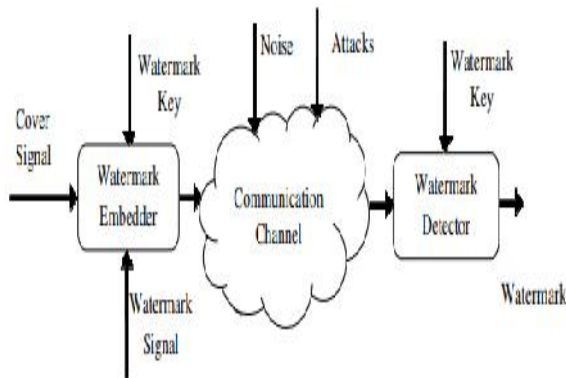 Noise
Attacks
Watermark
Key
Watermark
Key
Cover
Signal
Watermark
Embedder
Communication
Channel
Watermark
Detector
Watermark
Signal
Watermark